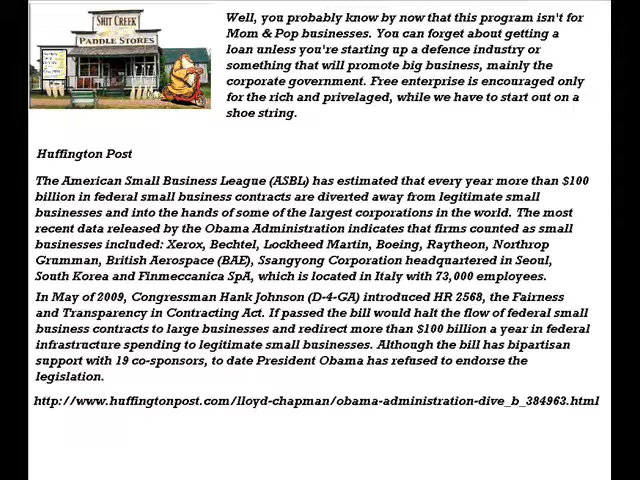 SHIT CREEK
PADDLE STORES
Well, you probably know by now that this program isn't for
Mom & Pop businesses. You can forget about getting a
loan unless you're starting up a defence industry or
something that will promote big business, mainly the
corporate government. Free enterprise is encouraged only
for the rich and privelaged, while we have to start out on a
shoe string.
Huffington Post
The American Small Business League (ASBL) has estimated that every year more than $100
billion in federal small business contracts are diverted away from legitimate small
businesses and into the hands of some of the largest corporations in the world. The most
recent data released by the Obama Administration indicates that firms counted as small
businesses included: Xerox, Bechtel, Lockheed Martin, Boeing, Raytheon, Northrop
Grumman, British Aerospace (BAE), Ssangyong Corporation headquartered in Seoul,
South Korea and Finmeccanica SpA, which is located in Italy with 73,000 employees.
In May of 2009, Congressman Hank Johnson (D-4-GA) introduced HR 2568, the Fairness
and Transparency in Contracting Act. If passed the bill would halt the flow of federal small
business contracts to large businesses and redirect more than $100 billion a year in federal
infrastructure spending to legitimate small businesses. Although the bill has bipartisan
support with 19 co-sponsors, to date President Obama has refused to endorse the
legislation.
http://www.huffingtonpost.com/lloyd-chapman/obama-administration-dive_b_384963.html